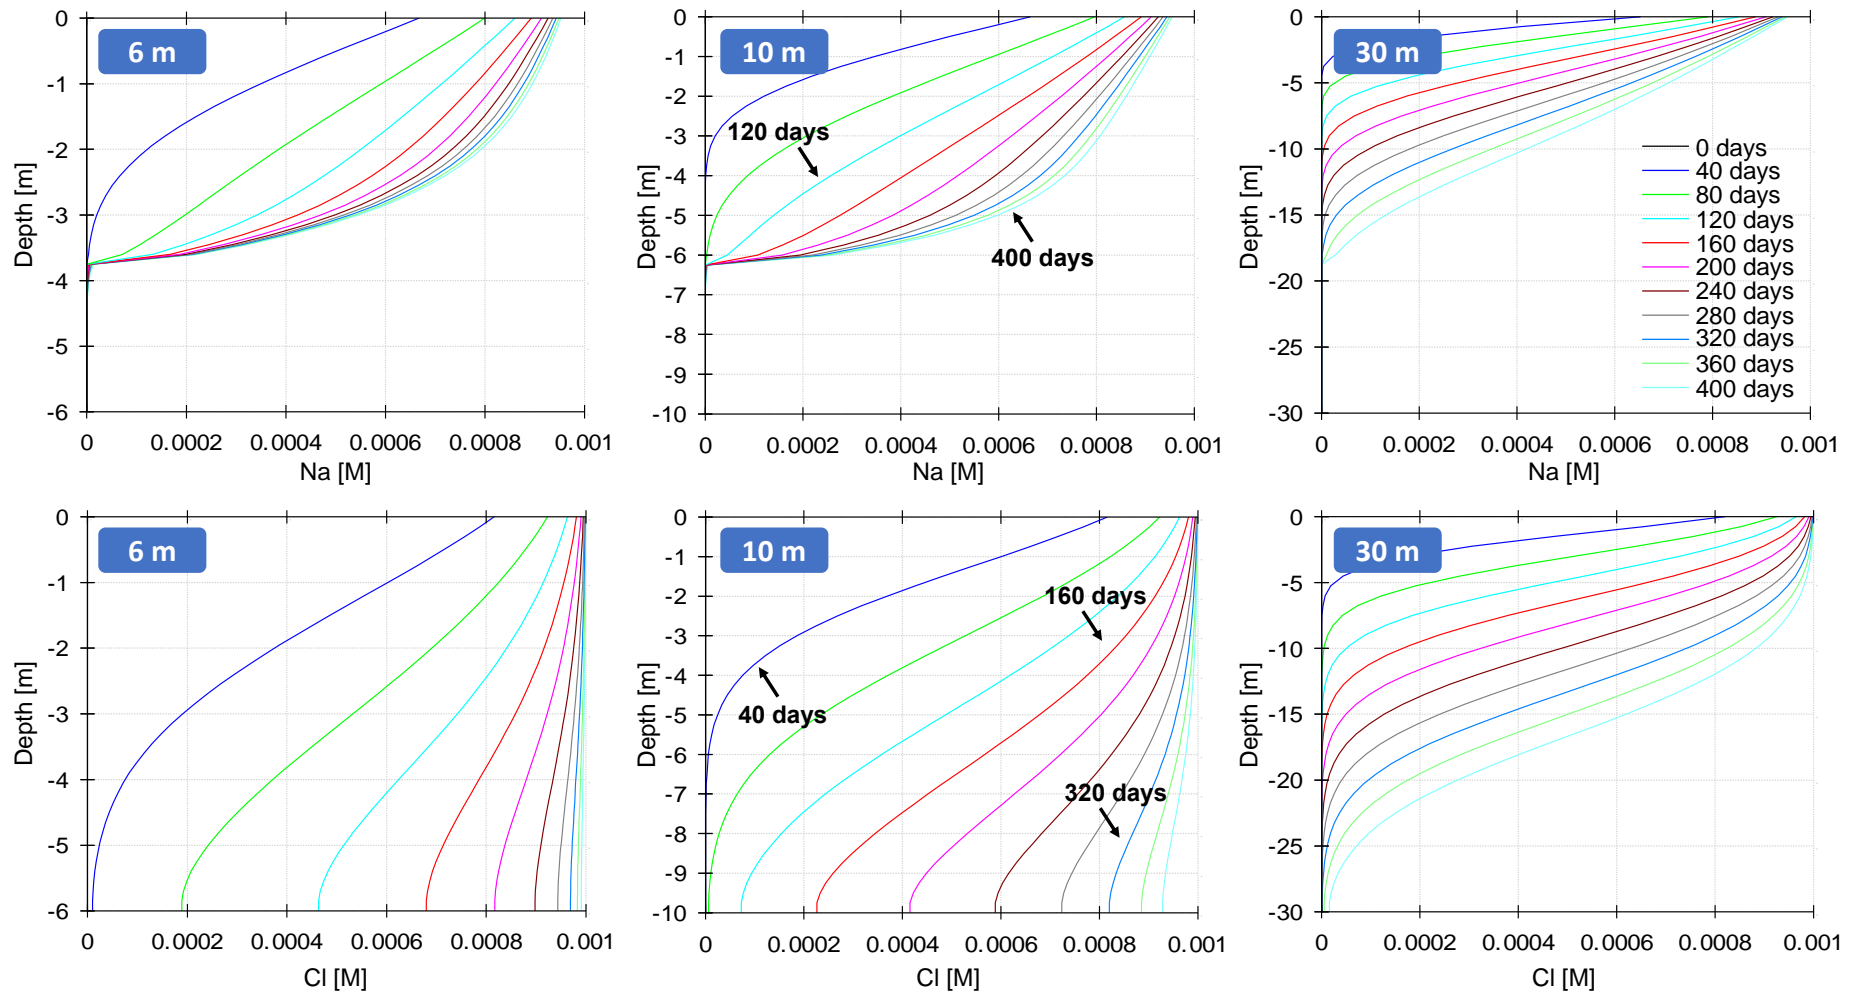 6 m
0
-1
-2
-3
-4
-5
-6
Depth [m]
0
0.0002
0.0004
0.0006
0.0008
0.001
Na [M]
10 m
0
-1
-2
-3
-4
-5
-6
-7
-8
-9
-10
Depth [m]
120 days
400 days
0
0.0002
0.0004
0.0006
0.0008
0.001
Na [M]
30 m
0
-5
-10
-15
-20
-25
-30
Depth [m]
0 days
40 days
80 days
120 days
160 days
200 days
240 days
280 days
320 days
360 days
400 days
0
0.0002
0.0004
0.0006
0.0008
0.001
Na [M]
6 m
0
-1
-2
-3
-4
-5
-6
Depth [m]
0
0.0002
0.0004
0.0006
0.0008
0.001
Cl [M]
10 m
0
-1
-2
-3
-4
-5
-6
-7
-8
-9
-10
Depth [m]
160 days
40 days
320 days
0
0.0002
0.0004
0.0006
0.0008
0.001
Cl [M]
30 m
0
-5
-10
-15
-20
-25
-30
Depth [m]
0
0.0002
0.0004
0.0006
0.0008
0.001
Cl [M]